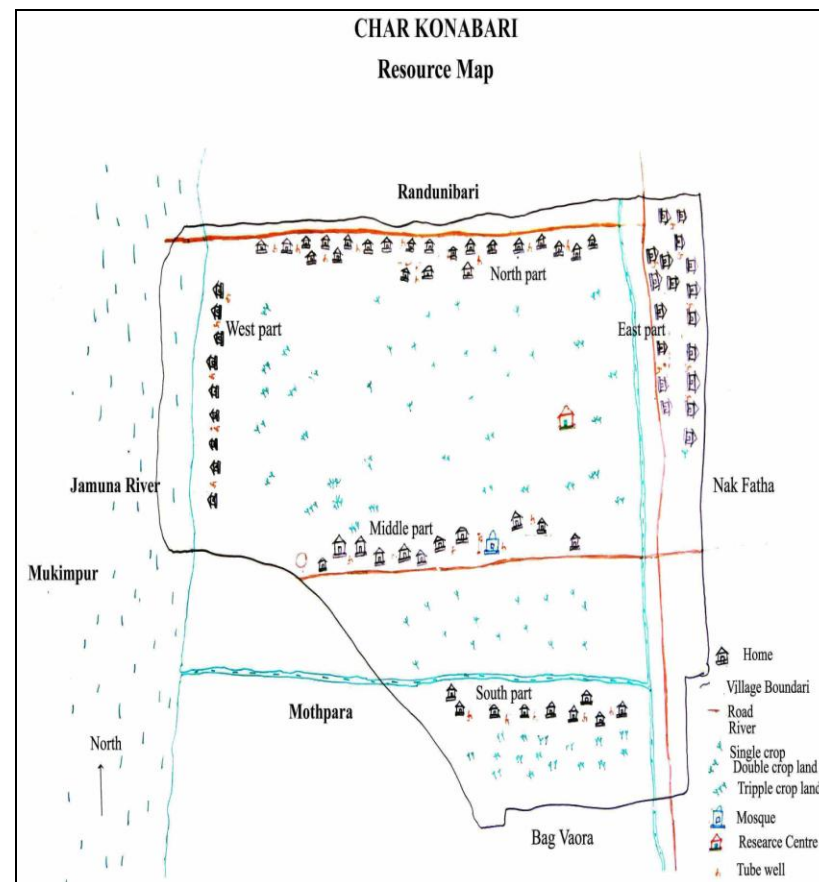 CHAR KONABARI
Resource Map
Randunibari
North part
West part
East part
Jamuna River
Nak Fatha
Middle part
Mukimpur
Home
South part
Village Boundari
Mothpara
Road
River
North
Single crop
Double crop land
Tripple crop land
Mosque
Bag Vaora
Researce Centre
Tube well